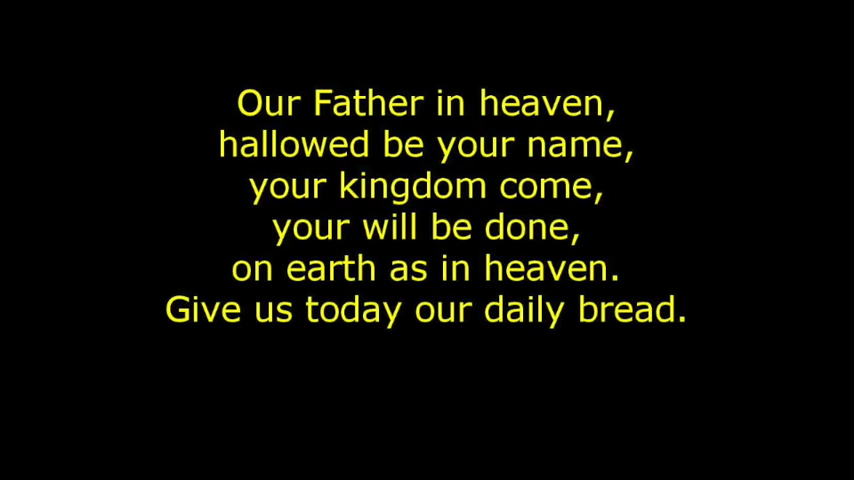 Our Father in heaven,
hallowed be your name,
your kingdom come,
your will be done,
on earth as in heaven.
Give us today our daily bread.